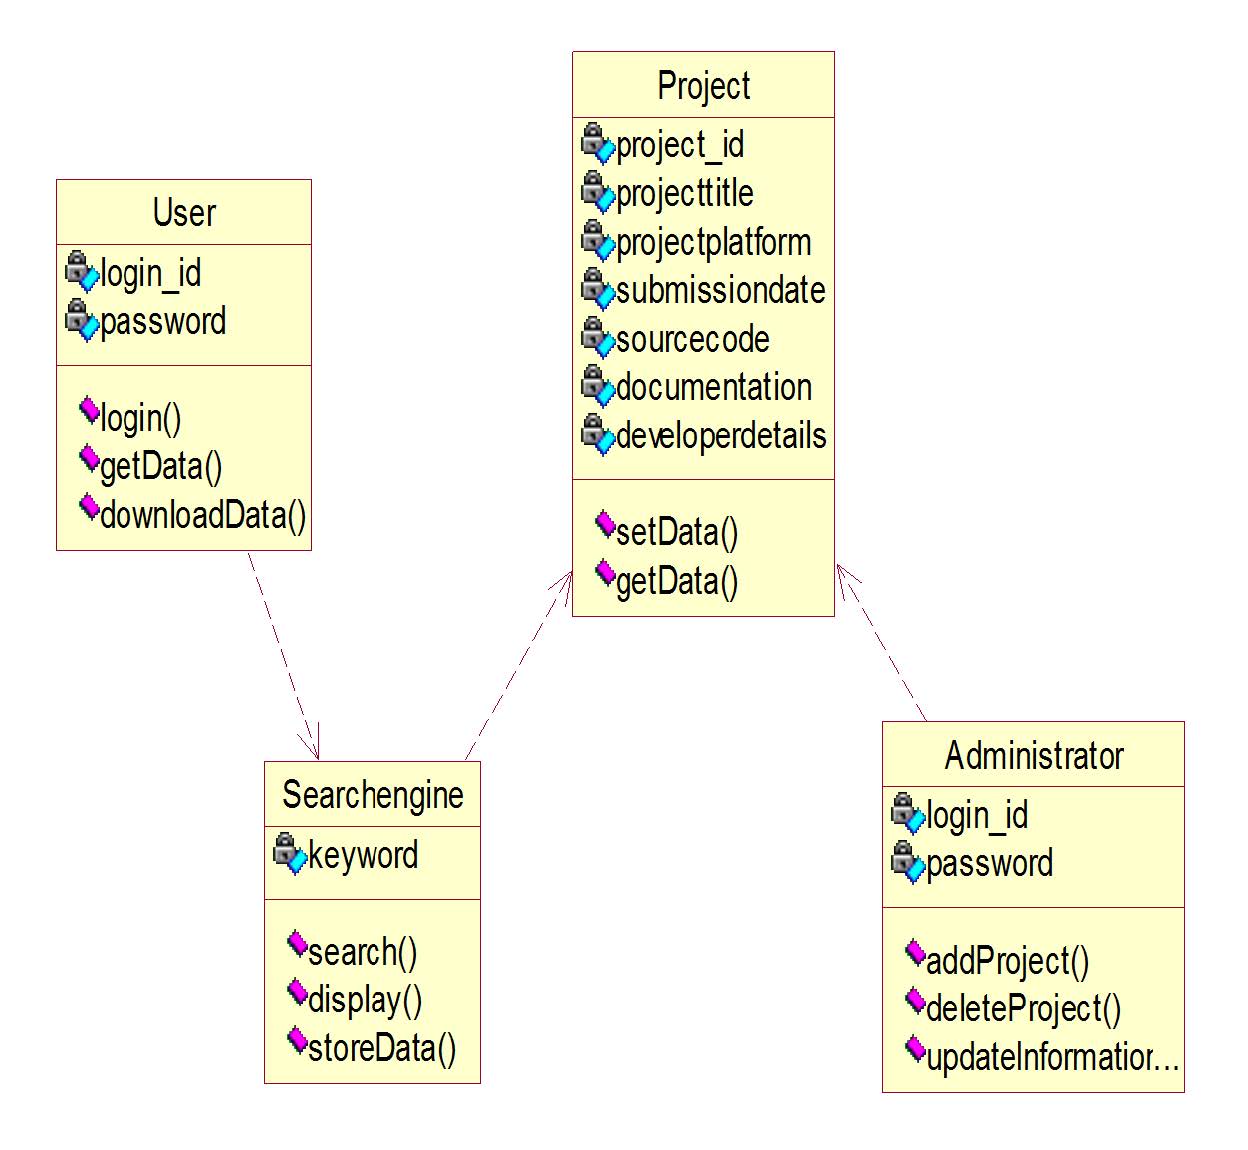 Project
project_id
projecttitle
projectplatform
submissiondate
sourcecode
documentation
developerdetails
setData()
getData()
User
login_id
password
login()
getData()
downloadData()
Searchengine
keyword
search()
display()
storeData()
Administrator
login_id
password
addProject()
deleteProject()
updateInformation...